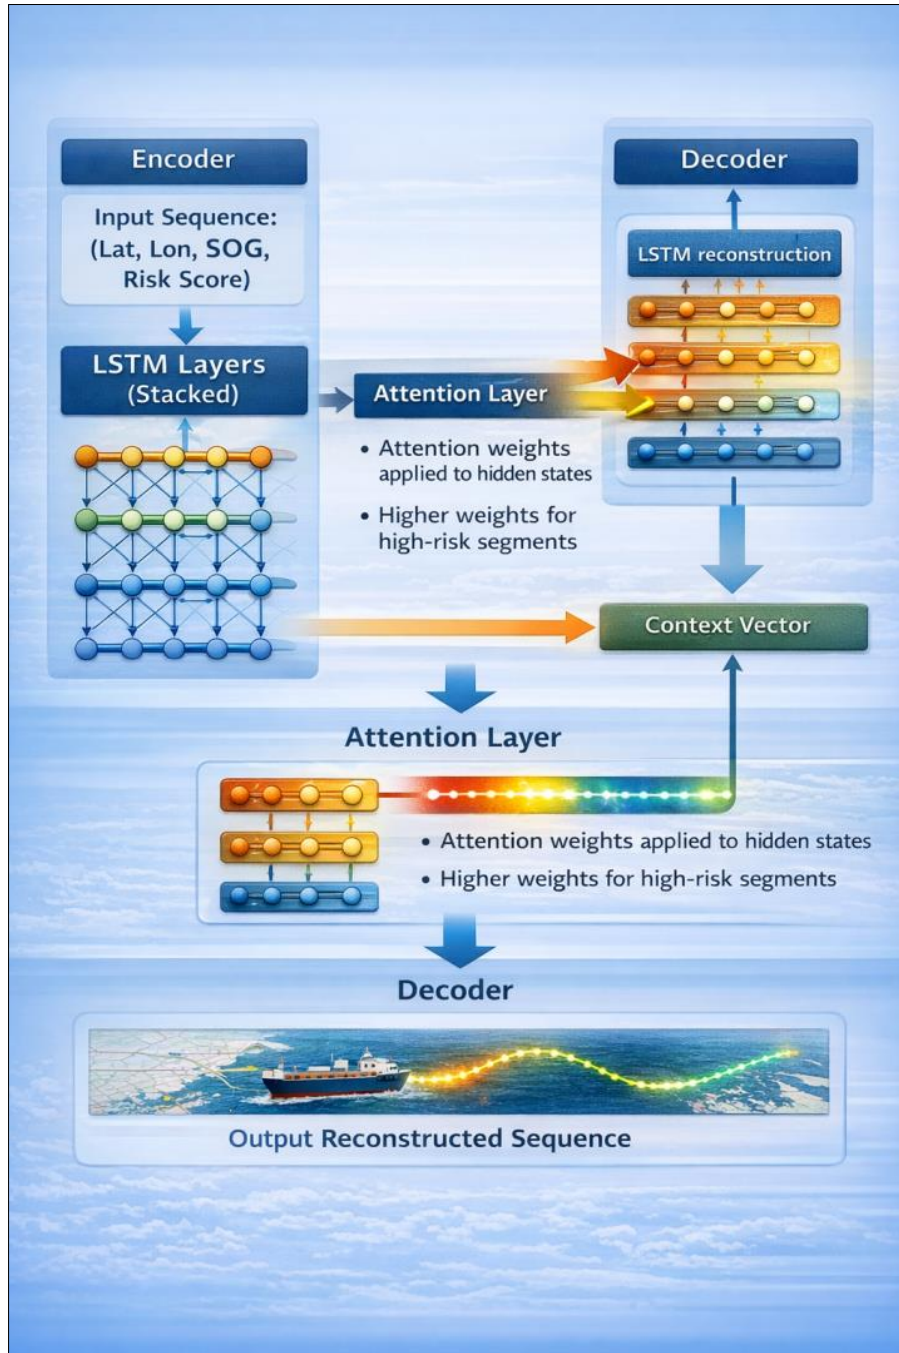 Encoder
Input Sequence:
(Lat, Lon, SOG,
Risk Score)
LSTM Layers
(Stacked)
Attention Layer
• Attention weights
applied to hidden states
• Higher weights for
high-risk segments
Decoder
LSTM reconstruction
Context Vector
Attention Layer
• Attention weights applied to hidden states
• Higher weights for high-risk segments
Decoder
Output Reconstructed Sequence